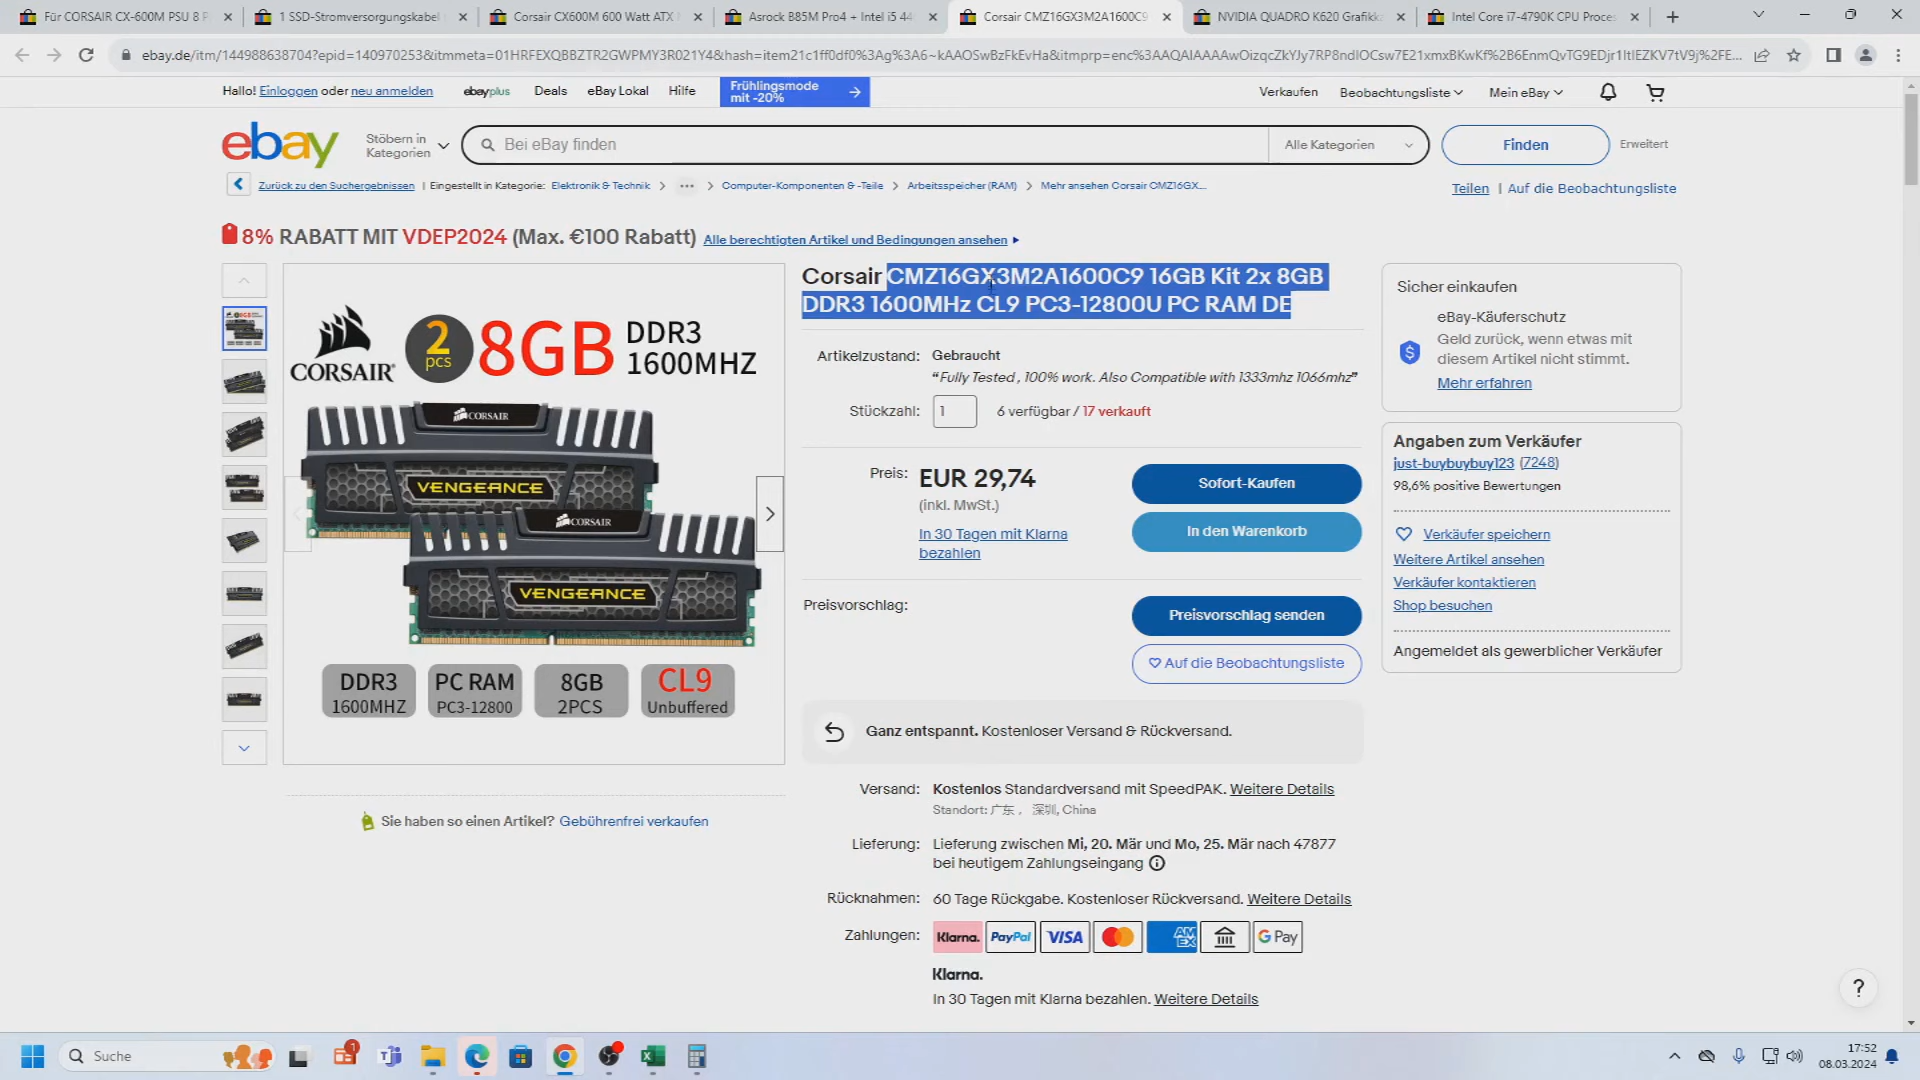 Für CORSAIR CX-600M PSU 8 P
1 SSD-Stromversorgungskabel
Corsair CX600M 600 Watt ATX
Asrock B85M Pro4 + Intel i5 44
Corsair CMZ16GX3M2A1600C9
NVIDIA QUADRO K620 Grafikka
Intel Core i7-4790K CPU Proces
Hallo! Einloggen oder neu anmelden
ebayplus
Deals
eBay Local
Hilfe
Frühlingsmode
mit -20%
Verkaufen
Beobachtungsliste
Mein eBay
ebay
Stöbern in
Kategorien
Bei eBay finden
Alle Kategorien
Finden
Erweitert
Zurück zu den Suchergebnissen | Eingestellt in Kategorie: Elektronik & Technik > ... > Computer-Komponenten & -Teile > Arbeitsspeicher (RAM) > Mehr ansehen Corsair CMZ16GX...
Teilen | Auf die Beobachtungsliste
8% RABATT MIT VDEP2024 (Max. €100 Rabatt) Alle berechtigten Artikel und Bedingungen ansehen
CORSAIR
2
pcs
8GB
DDR3
1600MHZ
CORSAIR
VENGEANCE
CORSAIR
VENGEANCE
DDR3
1600MHZ
PC RAM
PC3-12800
8GB
2PCS
CL9
Unbuffered
Sie haben so einen Artikel? Gebührenfrei verkaufen
Corsair CMZ16GX3M2A1600C9 16GB Kit 2x 8GB
DDR3 1600MHz CL9 PC3-12800U PC RAM DE
Artikelzustand: Gebraucht
“Fully Tested , 100% work. Also Compatible with 1333mhz 1066mhz”
Stückzahl: 1 6 verfügbar / 17 verkauft
Preis: EUR 29,74
(inkl. MwSt.)
In 30 Tagen mit Klarna
bezahlen
Sofort-Kaufen
In den Warenkorb
Preisvorschlag:
Preisvorschlag senden
Auf die Beobachtungsliste
Ganz entspannt. Kostenloser Versand & Rückversand.
Versand: Kostenlos Standardversand mit SpeedPAK. Weitere Details
Standort: 广东 ， 深圳, China
Lieferung: Lieferung zwischen Mi, 20. Mär und Mo, 25. Mär nach 47877
bei heutigem Zahlungseingang
Rücknahmen: 60 Tage Rückgabe. Kostenloser Rückversand. Weitere Details
Zahlungen: Klarna. PayPal VISA AMEX G Pay
Klarna.
In 30 Tagen mit Klarna bezahlen. Weitere Details
Sicher einkaufen
eBay-Käuferschutz
Geld zurück, wenn etwas mit
diesem Artikel nicht stimmt.
Mehr erfahren
Angaben zum Verkäufer
just-buybuybuy123 (7248)
98,6% positive Bewertungen
Verkäufer speichern
Weitere Artikel ansehen
Verkäufer kontaktieren
Shop besuchen
Angemeldet als gewerblicher Verkäufer
?
Suche
1
17:52
08.03.2024